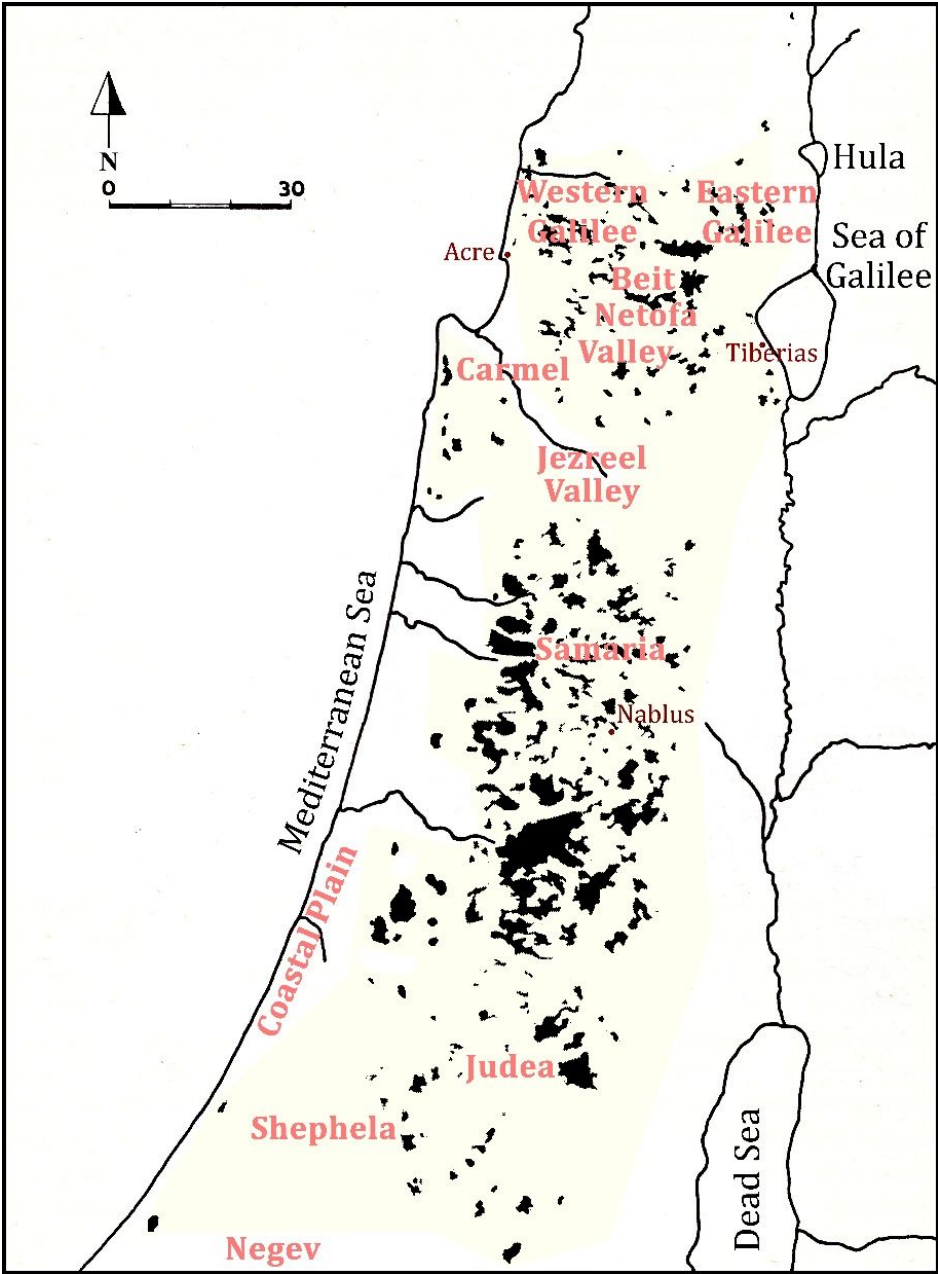 N
0 30
Hula
Western
Galilee
Eastern
Galilee
Sea of
Galilee
Acre
Beit
Netofa
Valley
Tiberias
Carmel
Jezreel
Valley
Mediterranean Sea
Samaria
Nablus
Coastal Plain
Judea
Shephela
Dead Sea
Negev